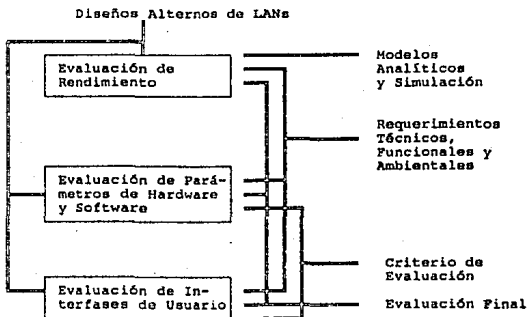 Diseños Alternos de LANs
Evaluación de
Rendimiento
Modelos
Analíticos
y Simulación
Requerimientos
Técnicos,
Funcionales y
Ambientales
Evaluación de Pará-
metros de Hardware
y Software
Criterio de
Evaluación
Evaluación de In-
terfases de Usuario
Evaluación Final